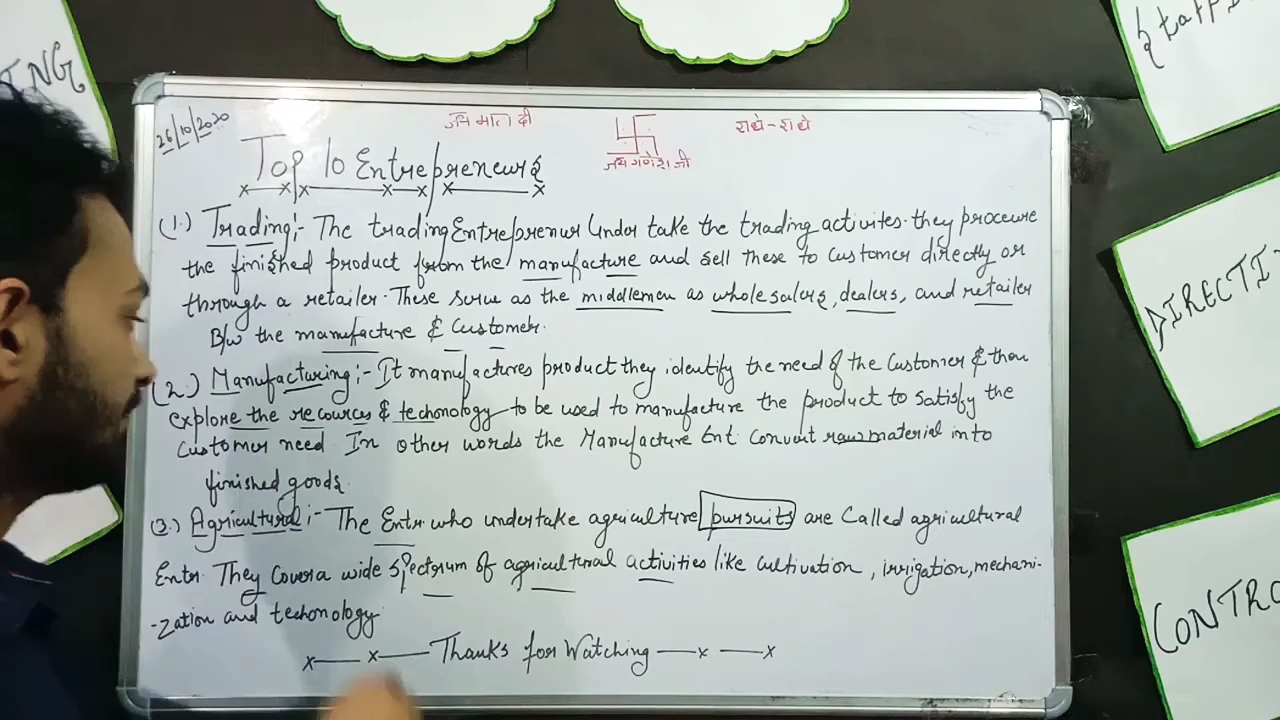 ING
{taffI
26/10/2020
जय माता दी
राधे-राधे
जय गणेश जी
Top 10 Entrepreneurs
(1.) Trading:- The trading Entreprenur Under take the trading activites. they proceure
the finished product from the manufacture and sell these to Customer directly or
through a retailer. These serve as the middlemen as wholesalers, dealers, and retailer
B/w the manufacture & Customer.
(2.) Manufacturing:- It manufactures product they identify the need of the Customer & then
explore the recources & techonology to be used to manufacture the product to satisfy the
Customer need In other words the Manufacture Ent. Convert raw material into
finished goods.
(3.) Agricultural:- The Entr. who undertake agriculture pursuits are Called agricultural
Entr. They Cover a wide spectrum of agricultural activities like cultivation, irrigation, mechani-
-zation and techonology.
x— x— Thanks for Watching —x —x
DIRECTI
CONTRO